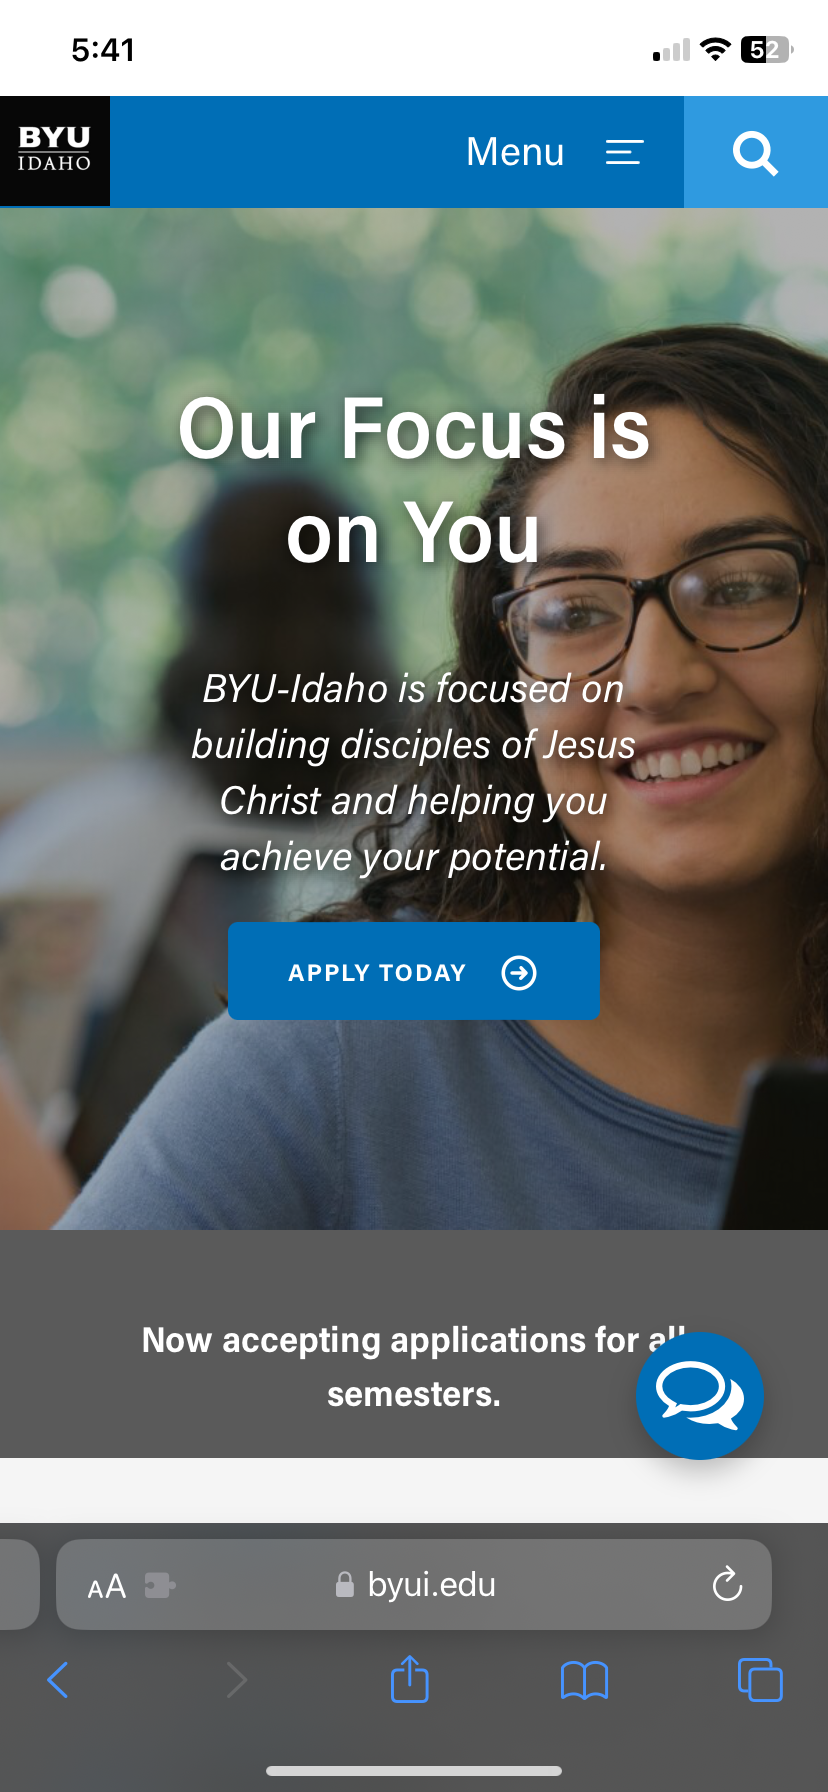 5:41
52
BYU
IDAHO
Menu
Our Focus is
on You
BYU-Idaho is focused on
building disciples of Jesus
Christ and helping you
achieve your potential.
APPLY TODAY
Now accepting applications for all
semesters.
AA
byui.edu